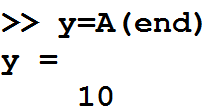 >> y=A(end)
y =
10